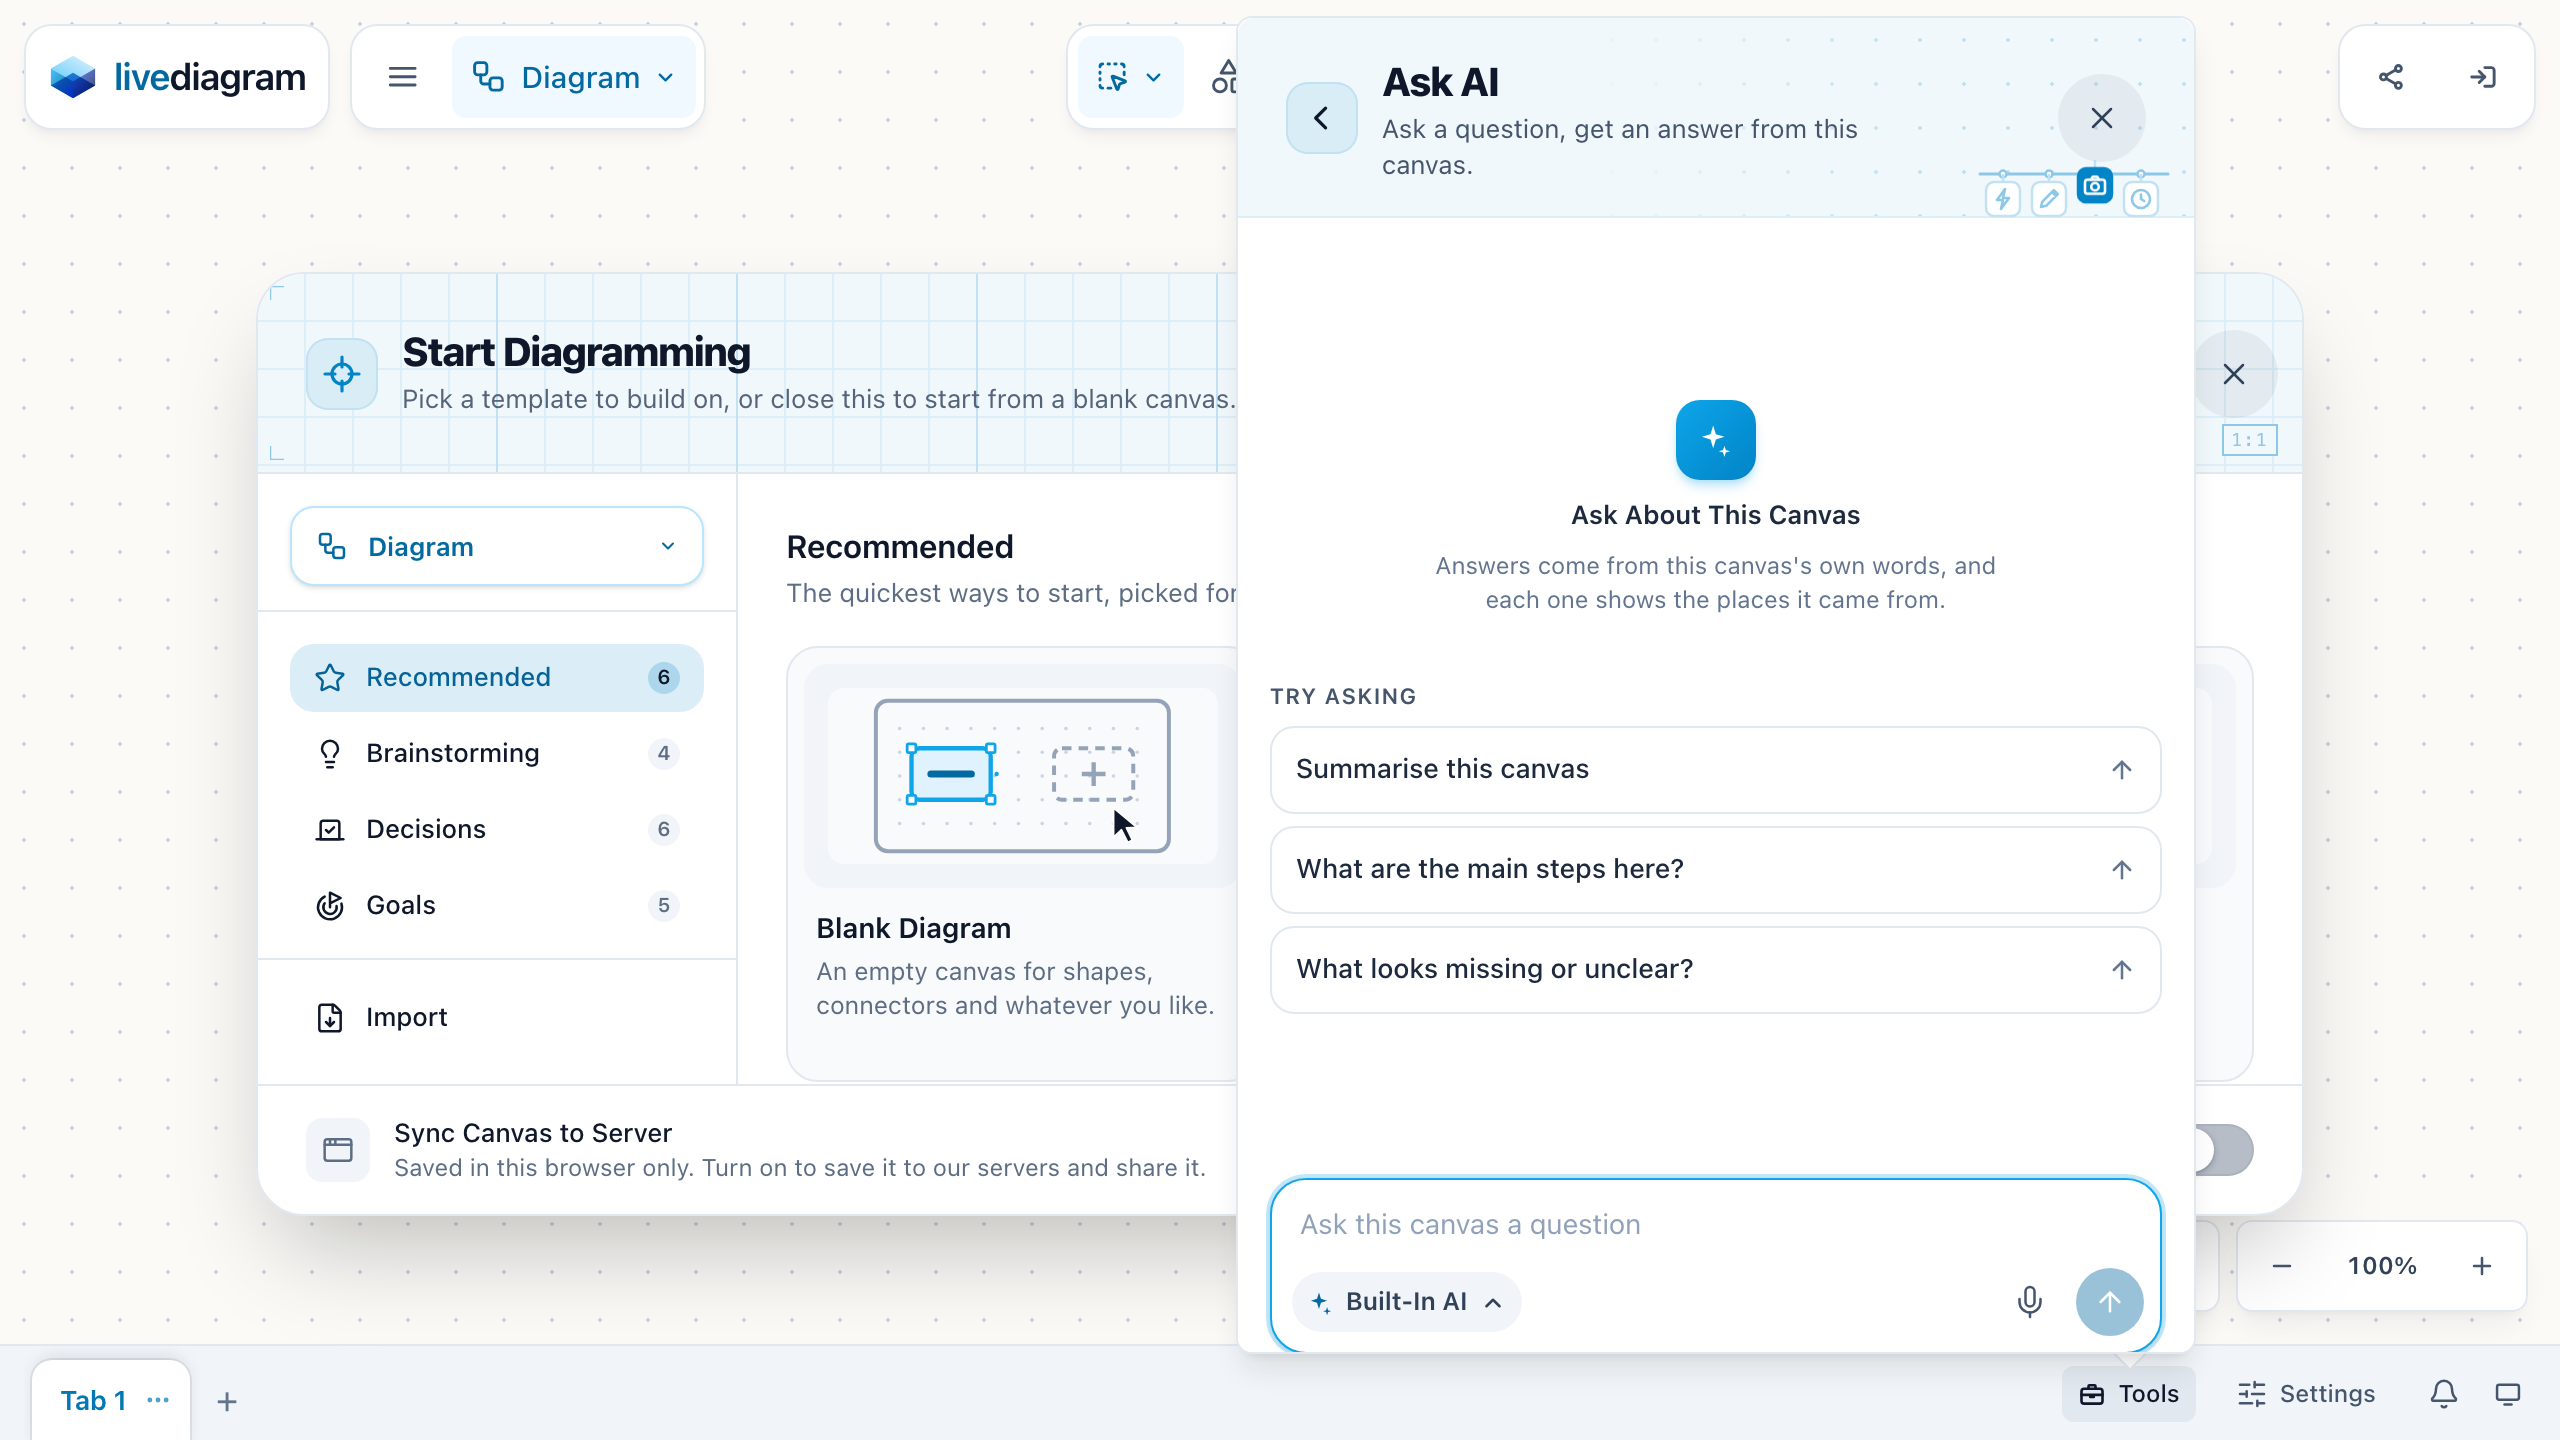 livediagram
Diagram
Ask AI
Ask a question, get an answer from this
canvas.
Start Diagramming
Pick a template to build on, or close this to start from a blank canvas.
1:1
Diagram
Recommended 6
Brainstorming 4
Decisions 6
Goals 5
Import
Recommended
The quickest ways to start, picked for
Blank Diagram
An empty canvas for shapes,
connectors and whatever you like.
Sync Canvas to Server
Saved in this browser only. Turn on to save it to our servers and share it.
Ask About This Canvas
Answers come from this canvas's own words, and
each one shows the places it came from.
TRY ASKING
Summarise this canvas
What are the main steps here?
What looks missing or unclear?
Ask this canvas a question
Built-In AI
100%
Tab 1
Tools
Settings